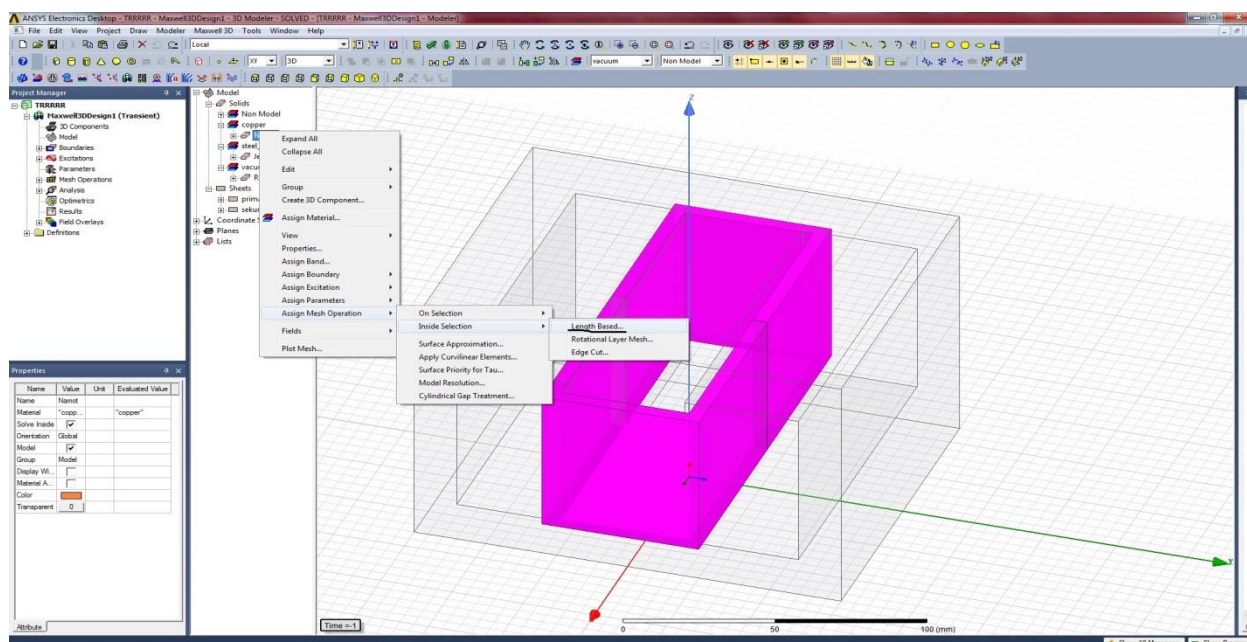 ANSYS Electronics Desktop - TRRRRR - Maxwell3DDesign1 - 3D Modeler - SOLVED - [TRRRRR - Maxwell3DDesign1 - Modeler]
File Edit View Project Draw Modeler Maxwell 3D Tools Window Help
Local
XY 3D vacuum Non Model
Project Manager
TRRRRR
Maxwell3DDesign1 (Transient)
3D Components
Model
Boundaries
Excitations
Parameters
Mesh Operations
Analysis
Optimetrics
Results
Field Overlays
Definitions
Model
Solids
Non Model
copper
N
steel_
Je
vacuu
R
Sheets
prima
sekun
Coordinate S
Planes
Lists
Expand All
Collapse All
Edit
Group
Create 3D Component...
Assign Material...
View
Properties...
Assign Band...
Assign Boundary
Assign Excitation
Assign Parameters
Assign Mesh Operation
Fields
Plot Mesh...
On Selection
Inside Selection
Surface Approximation...
Apply Curvilinear Elements...
Surface Priority for Tau...
Model Resolution...
Cylindrical Gap Treatment...
Length Based...
Rotational Layer Mesh...
Edge Cut...
Properties
Name Value Unit Evaluated Value
Name Namot
Material "copp... "copper"
Solve Inside
Orientation Global
Model
Group Model
Display Wi...
Material A...
Color
Transparent 0
Attribute
Z
Y
Time =-1
0 50 100 (mm)